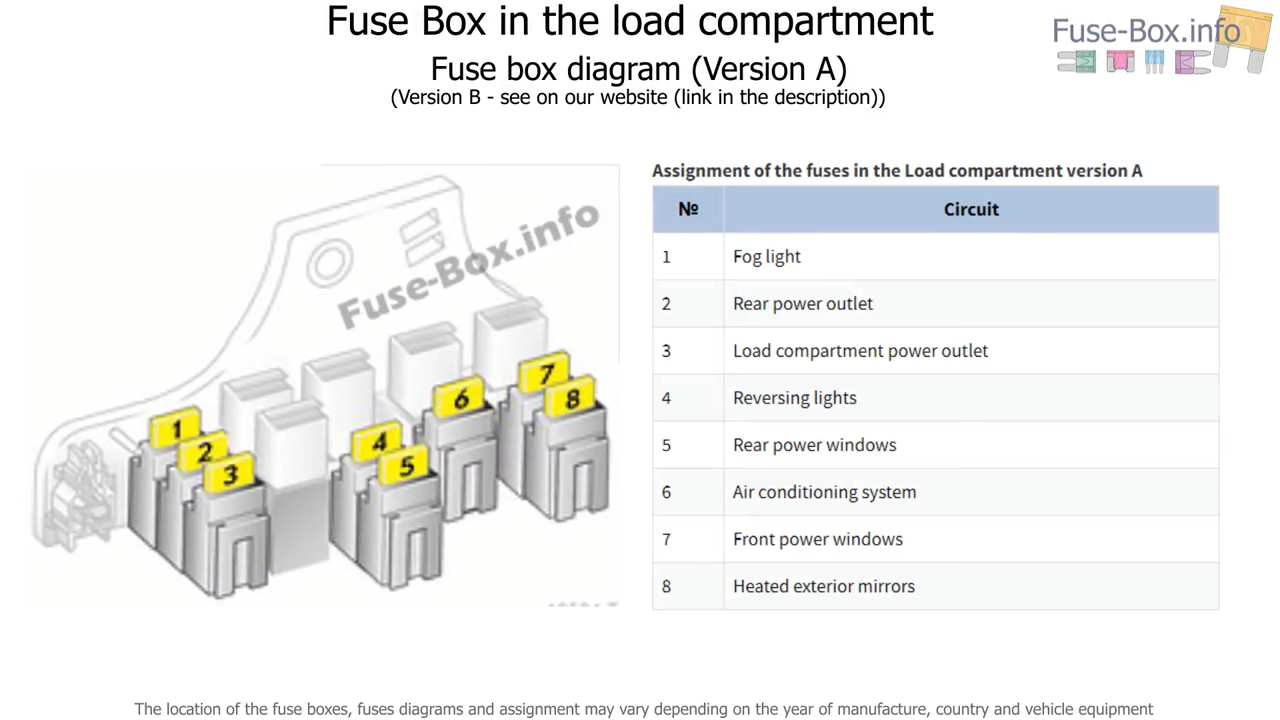 Fuse Box in the load compartment
Fuse box diagram (Version A)
(Version B - see on our website (link in the description))
Fuse-Box.info
Fuse-Box.info
1
2
3
4
5
6
7
8
Assignment of the fuses in the Load compartment version A
№ Circuit
1 Fog light
2 Rear power outlet
3 Load compartment power outlet
4 Reversing lights
5 Rear power windows
6 Air conditioning system
7 Front power windows
8 Heated exterior mirrors
The location of the fuse boxes, fuses diagrams and assignment may vary depending on the year of manufacture, country and vehicle equipment